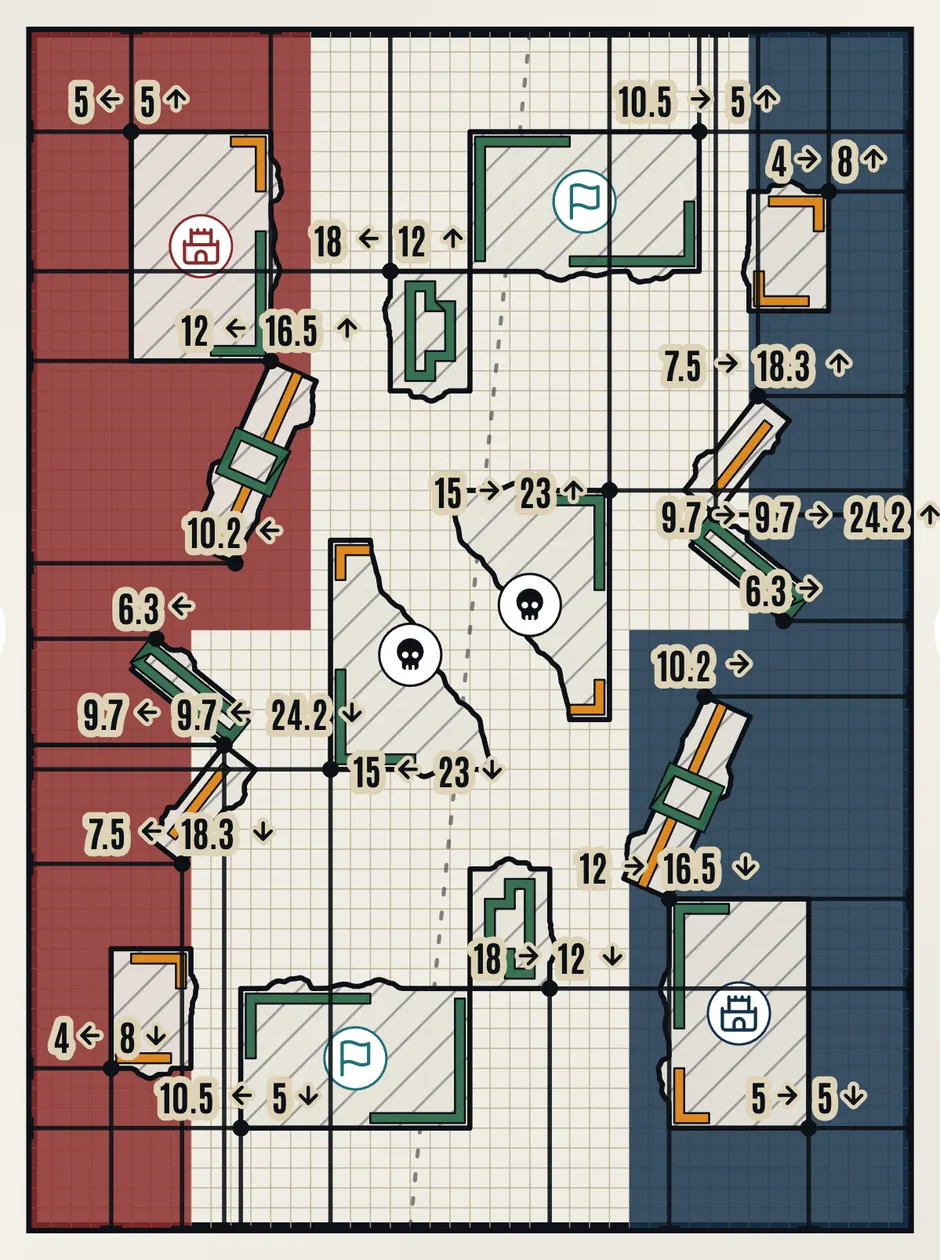 5← 5↑
10.5 → 5↑
4→ 8↑
18 ← 12 ↑
12 ← 16.5 ↑
7.5 → 18.3 ↑
15→ 23↑
9.7→ 9.7→ 24.2↑
10.2 ←
6.3→
6.3←
10.2 →
9.7← 9.7← 24.2↓
15← 23↓
7.5 ← 18.3 ↓
12 → 16.5 ↓
18→ 12 ↓
4← 8↓
10.5 ← 5↓
5→ 5↓